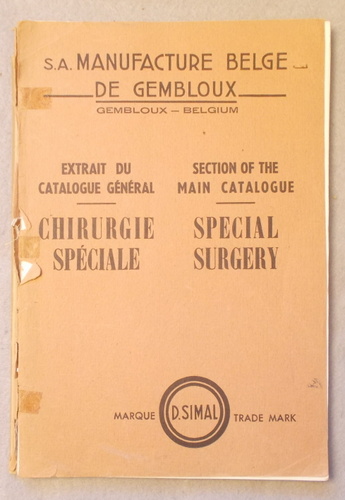 S.A. MANUFACTURE BELGE
DE GEMBLOUX
GEMBLOUX — BELGIUM
EXTRAIT DU
CATALOGUE GÉNÉRAL
CHIRURGIE
SPÉCIALE
SECTION OF THE
MAIN CATALOGUE
SPECIAL
SURGERY
MARQUE
D. SIMAL
TRADE MARK